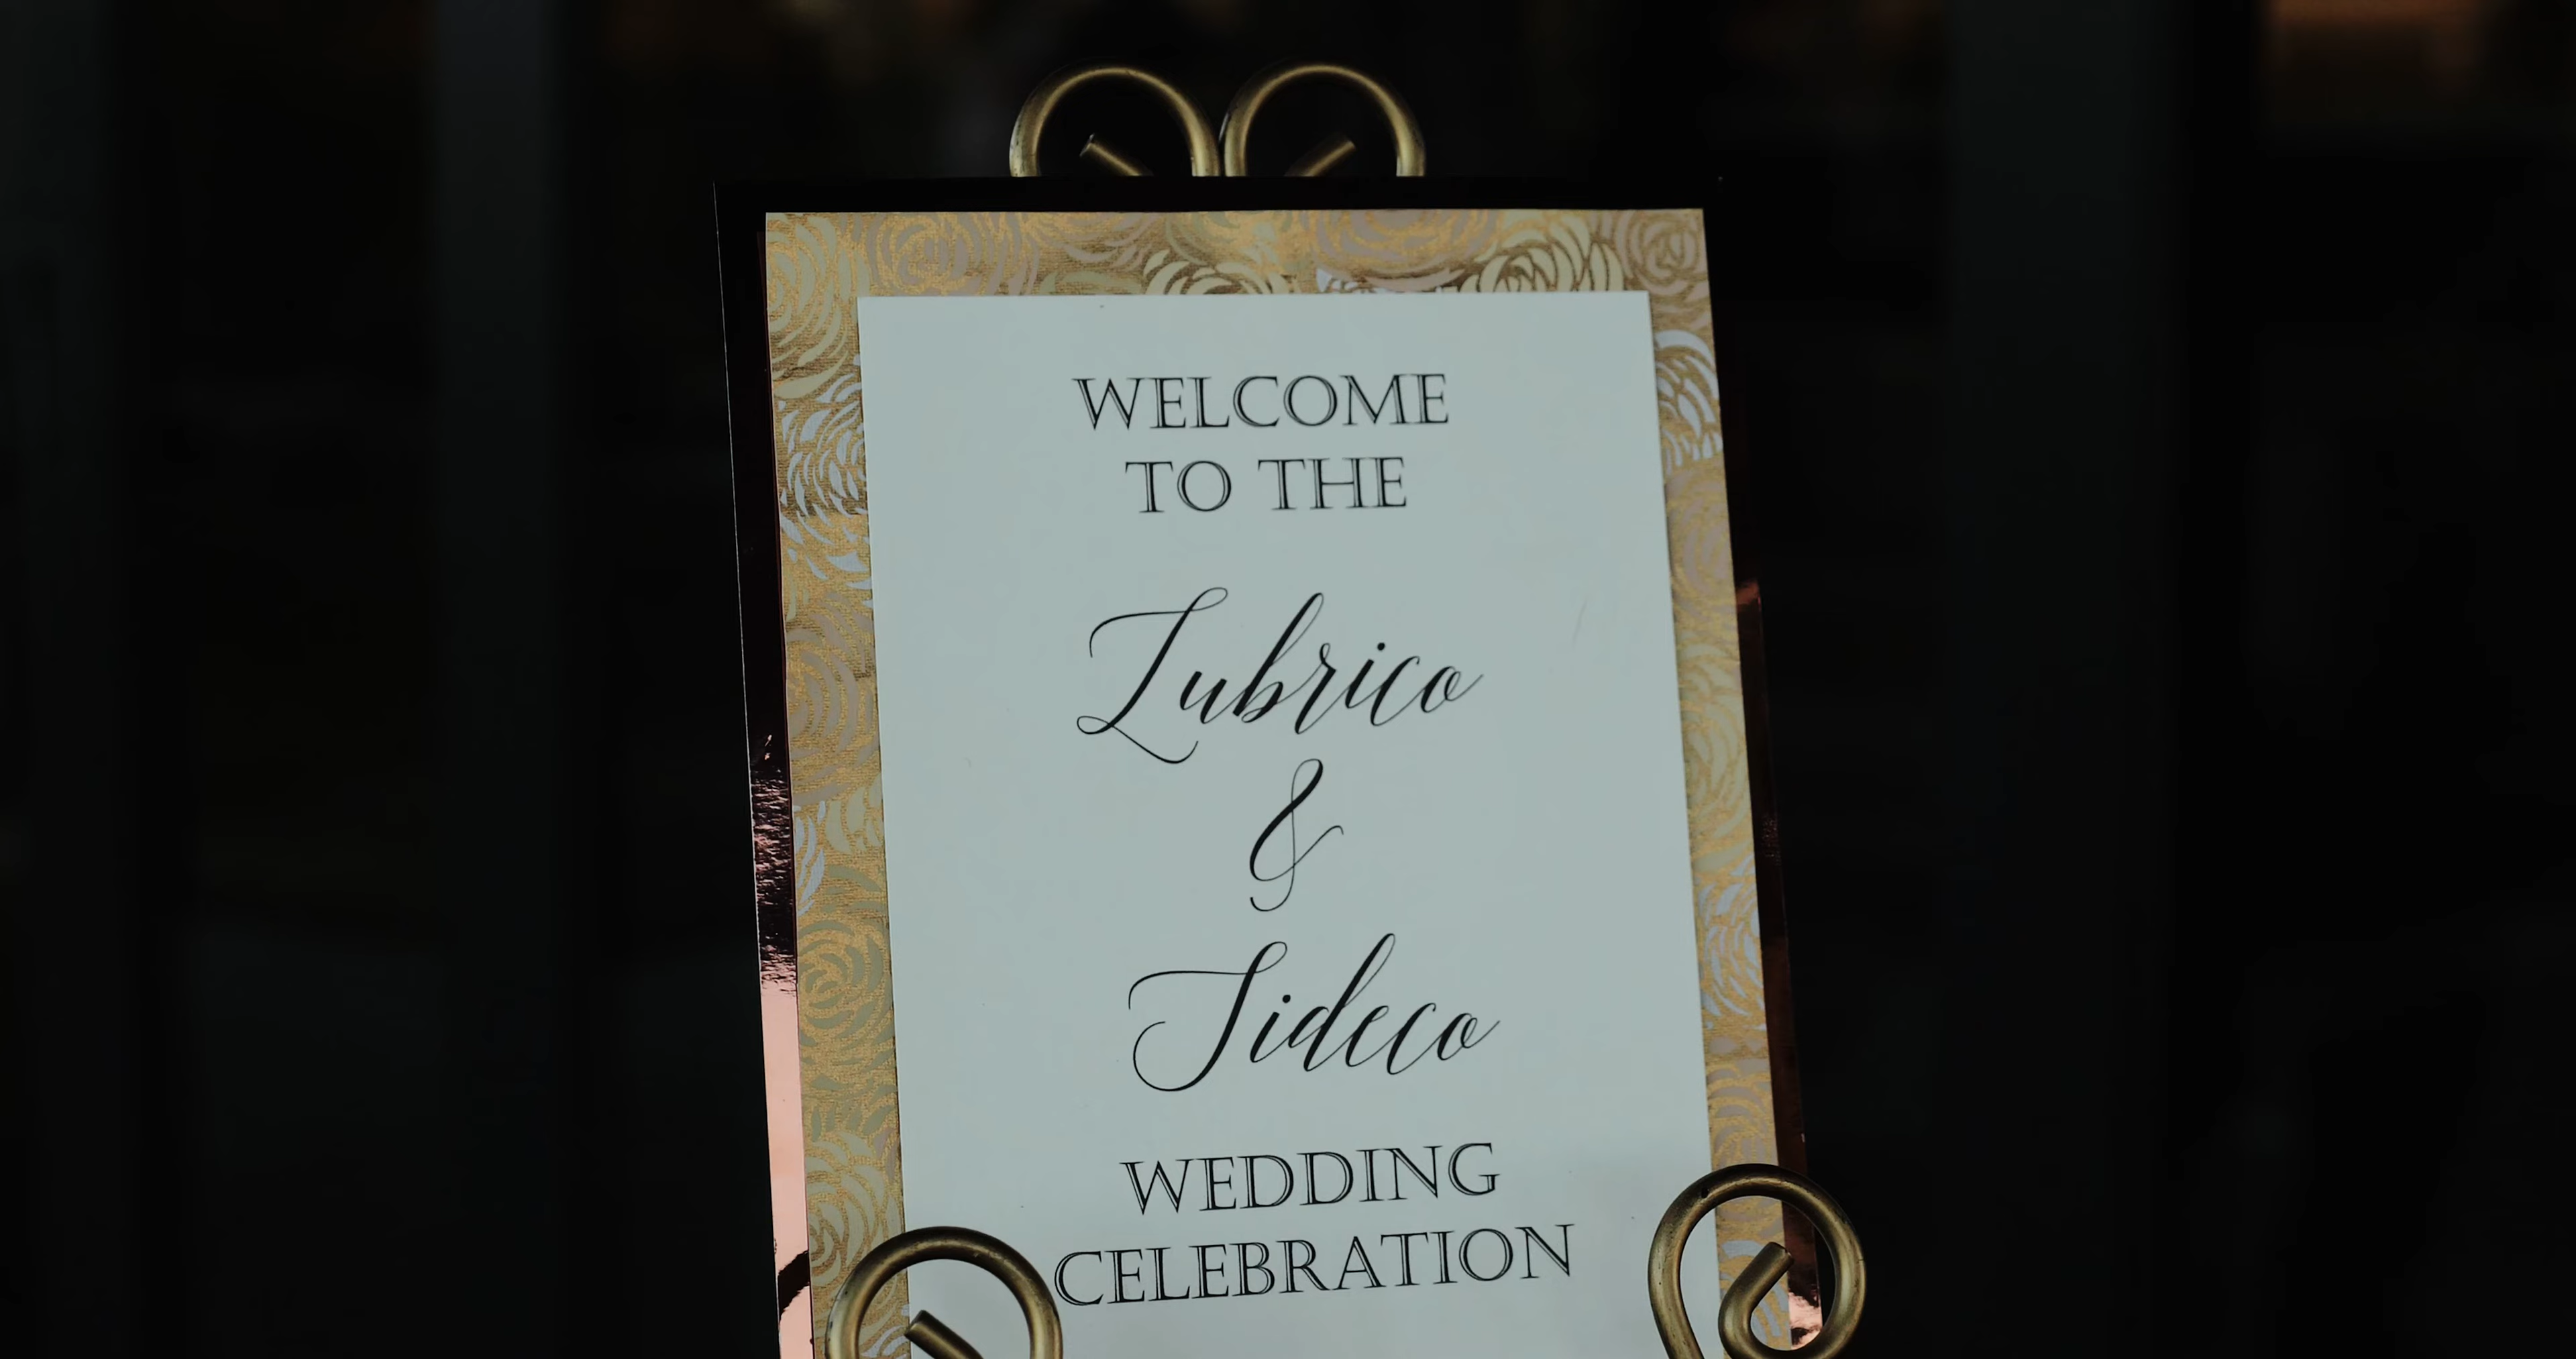 WELCOME
TO THE
Lubrico
&
Sideco
WEDDING
CELEBRATION